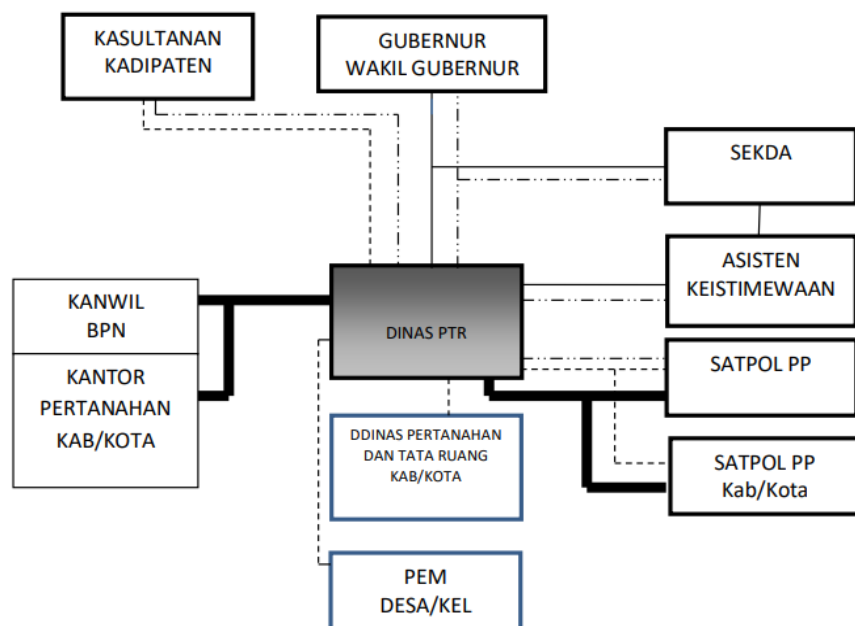 KASULTANAN
KADIPATEN
GUBERNUR
WAKIL GUBERNUR
SEKDA
ASISTEN
KEISTIMEWAAN
KANWIL
BPN
DINAS PTR
KANTOR
PERTANAHAN
KAB/KOTA
SATPOL PP
DDINAS PERTANAHAN
DAN TATA RUANG
KAB/KOTA
SATPOL PP
Kab/Kota
PEM
DESA/KEL